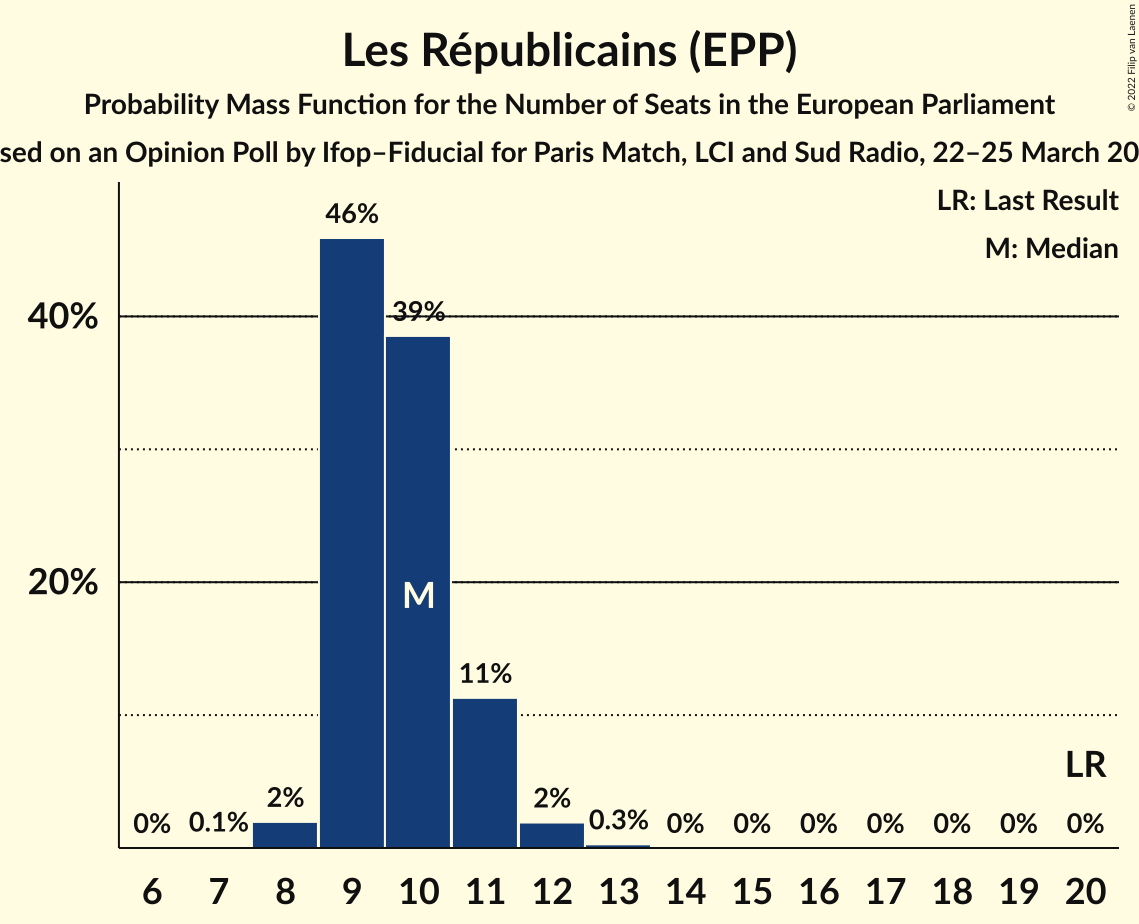 Les Républicains (EPP)
Probability Mass Function for the Number of Seats in the European Parliament
sed on an Opinion Poll by Ifop–Fiducial for Paris Match, LCI and Sud Radio, 22–25 March 20
© 2022 Filip van Laenen
LR: Last Result
M: Median
46%
40%
39%
20%
M
11%
LR
0% 0.1% 2% 2% 0.3% 0% 0% 0% 0% 0% 0% 0%
6 7 8 9 10 11 12 13 14 15 16 17 18 19 20